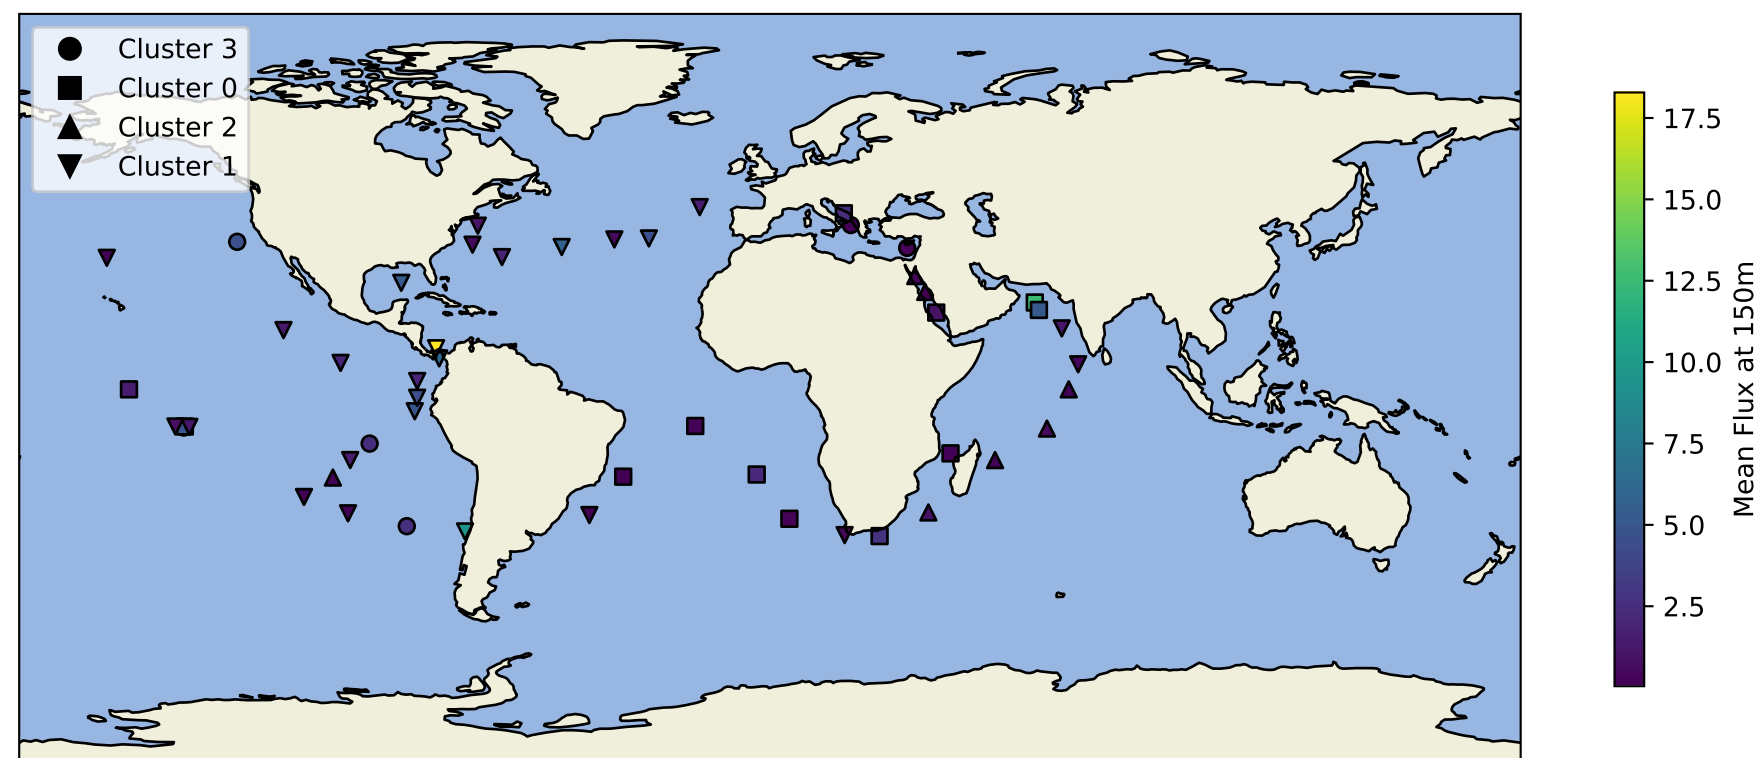 Cluster 3
Cluster 0
Cluster 2
Cluster 1
17.5
15.0
12.5
10.0
7.5
5.0
2.5
Mean Flux at 150m